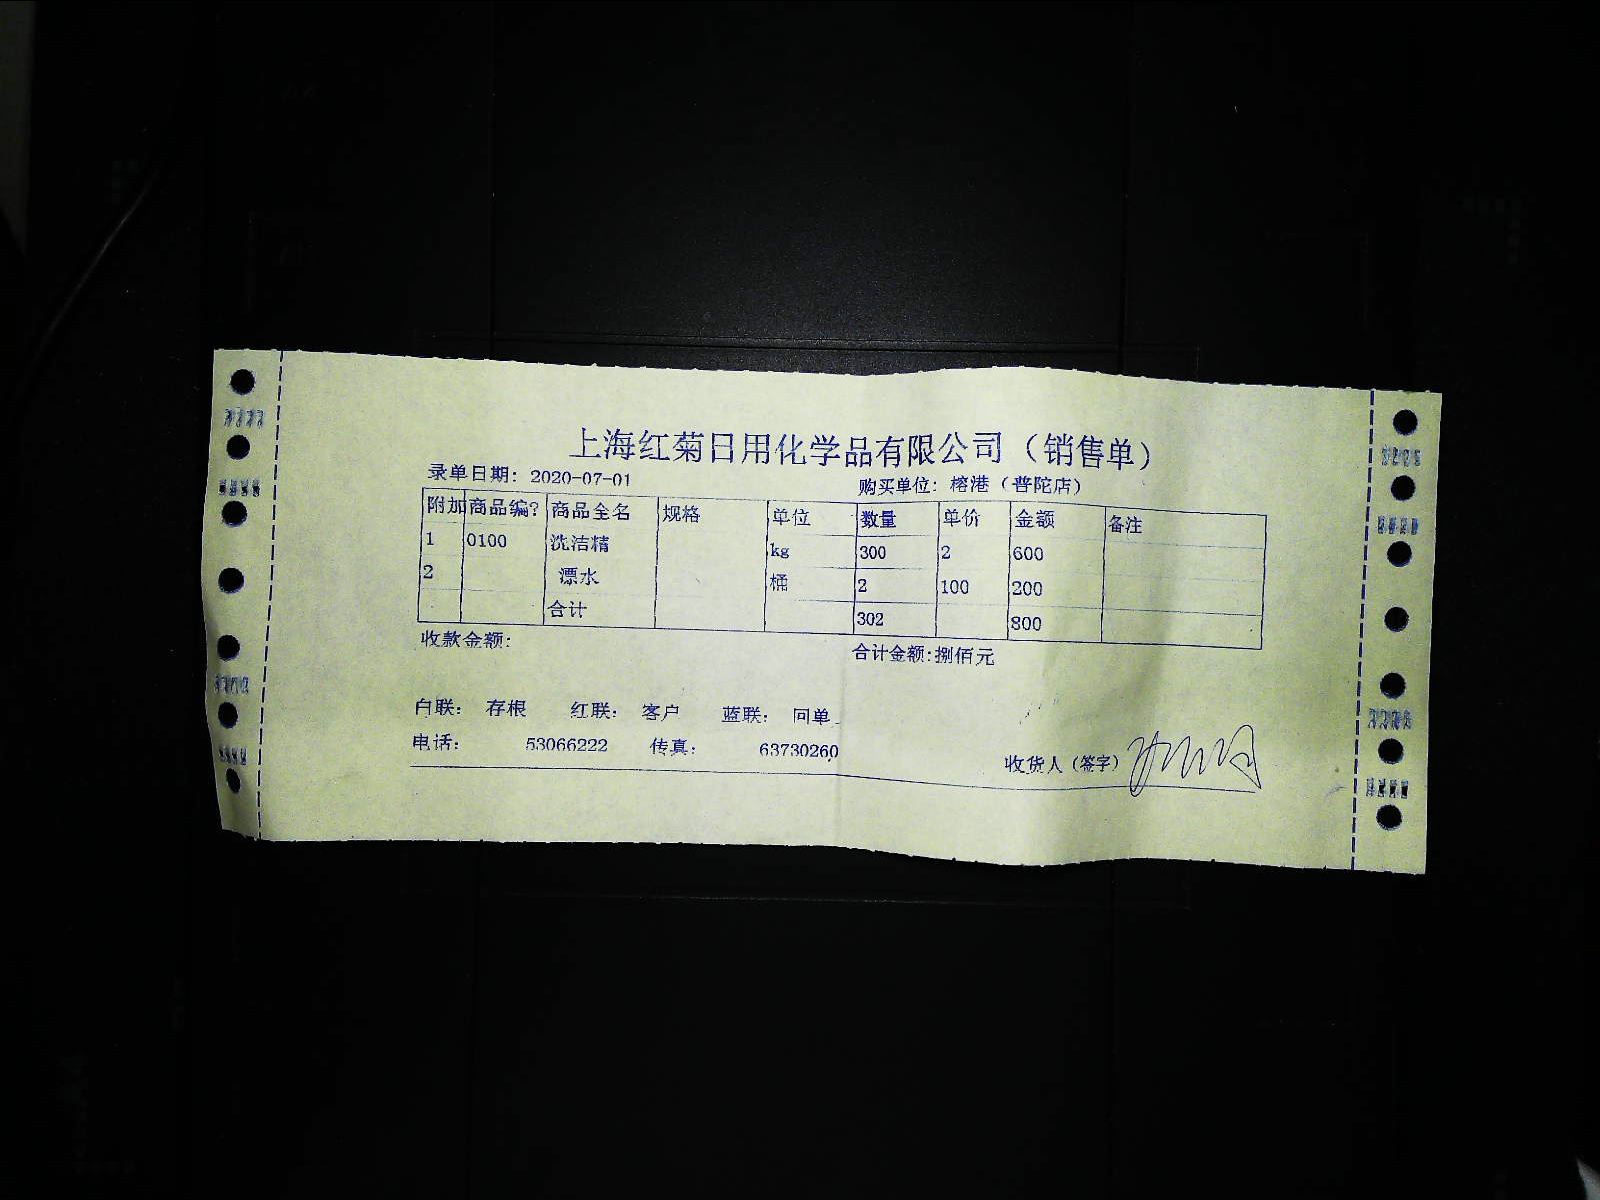 上海红菊日用化学品有限公司（销售单）
录单日期： 2020-07-01 购买单位：榕港（普陀店）
附加 商品编? 商品全名 规格 单位 数量 单价 金额 备注
1 0100 洗洁精 kg 300 2 600
2 漂水 桶 2 100 200
合计 302 800
收款金额： 合计金额:捌佰元
白联： 存根 红联： 客户 蓝联： 回单
电话： 53066222 传真： 63730260 收货人（签字）